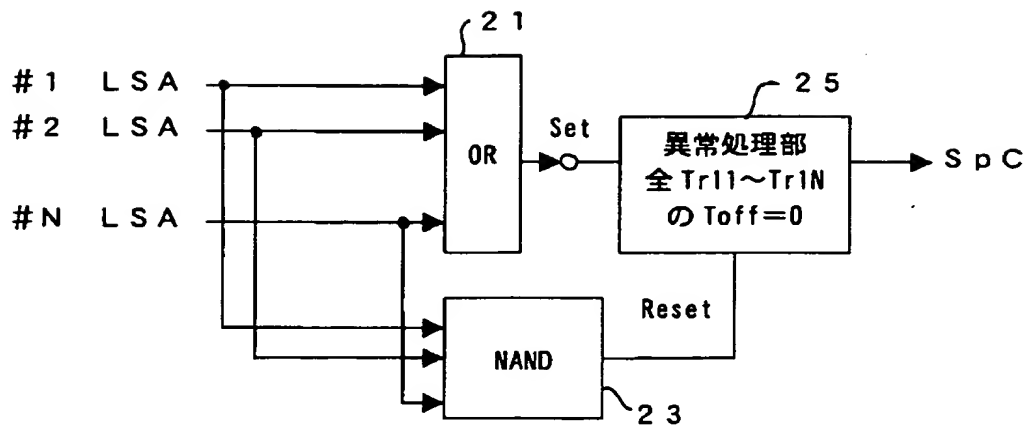 21
#1 LSA
#2 LSA
#N LSA
OR
Set
25
異常処理部
全Tr11~Tr1N
のToff=0
SpC
Reset
NAND
23